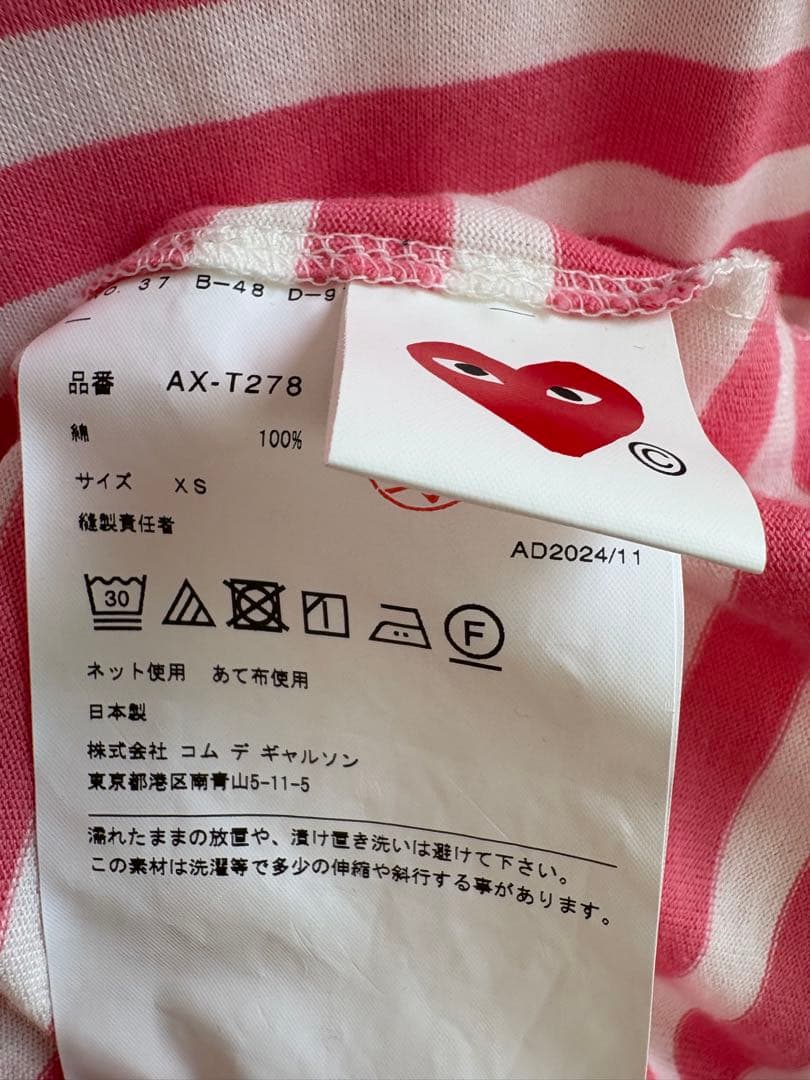 37 B-48 D-9
品番 AX-T278
綿 100%
サイズ XS
縫製責任者
©
AD2024/11
30
F
ネット使用 あて布使用
日本製
株式会社 コム デ ギャルソン
東京都港区南青山5-11-5
濡れたままの放置や、漬け置き洗いは避けて下さい。
この素材は洗濯等で多少の伸縮や斜行する事があります。